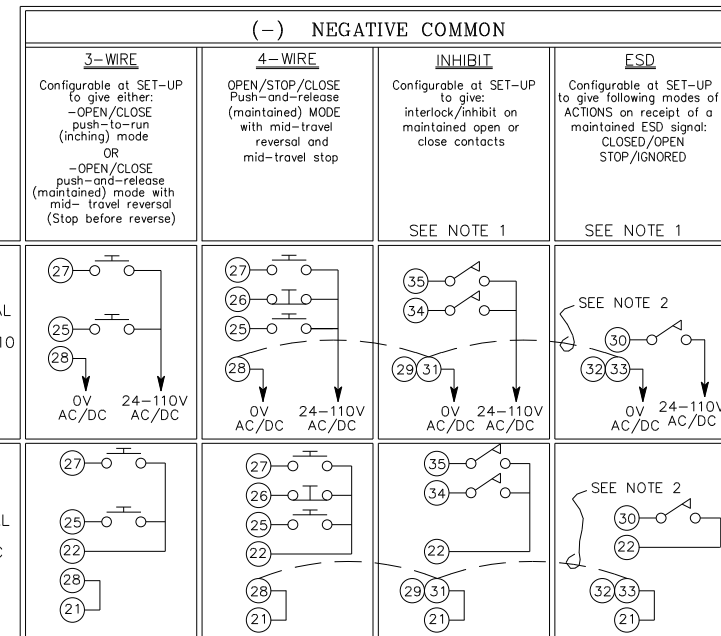 (-) NEGATIVE COMMON
3-WIRE
Configurable at SET-UP
to give either:
-OPEN/CLOSE
push-to-run
(inching) mode
OR
-OPEN/CLOSE
push-and-release
(maintained) mode with
mid- travel reversal
(Stop before reverse)
4-WIRE
OPEN/STOP/CLOSE
Push-and-release
(maintained) MODE
with mid-travel
reversal and
mid-travel stop
INHIBIT
Configurable at SET-UP
to give:
interlock/inhibit on
maintained open or
close contacts
SEE NOTE 1
ESD
Configurable at SET-UP
to give following modes of
ACTIONS on receipt of a
maintained ESD signal:
CLOSED/OPEN
STOP/IGNORED
SEE NOTE 1
AL
10
27
25
28
0V
AC/DC
24-110V
AC/DC
27
26
25
28
0V
AC/DC
24-110V
AC/DC
35
34
29 31
0V
AC/DC
24-110V
AC/DC
SEE NOTE 2
30
32 33
0V
AC/DC
24-110V
AC/DC
AL
C
27
25
22
28
21
27
26
25
22
28
21
35
34
22
29 31
21
SEE NOTE 2
30
22
32 33
21